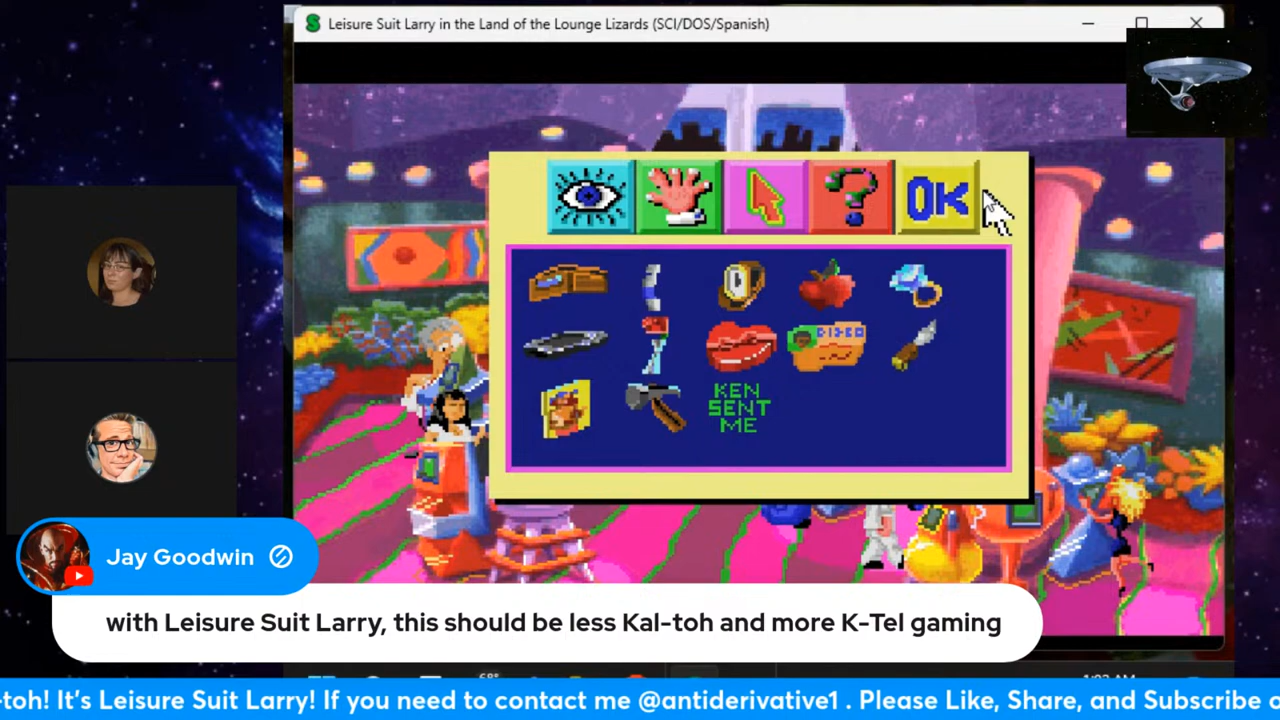 Leisure Suit Larry in the Land of the Lounge Lizards (SCI/DOS/Spanish)
OK
DISCO
KEN
SENT
ME
Jay Goodwin
with Leisure Suit Larry, this should be less Kal-toh and more K-Tel gaming
-toh! It's Leisure Suit Larry! If you need to contact me @antiderivative1 . Please Like, Share, and Subscribe